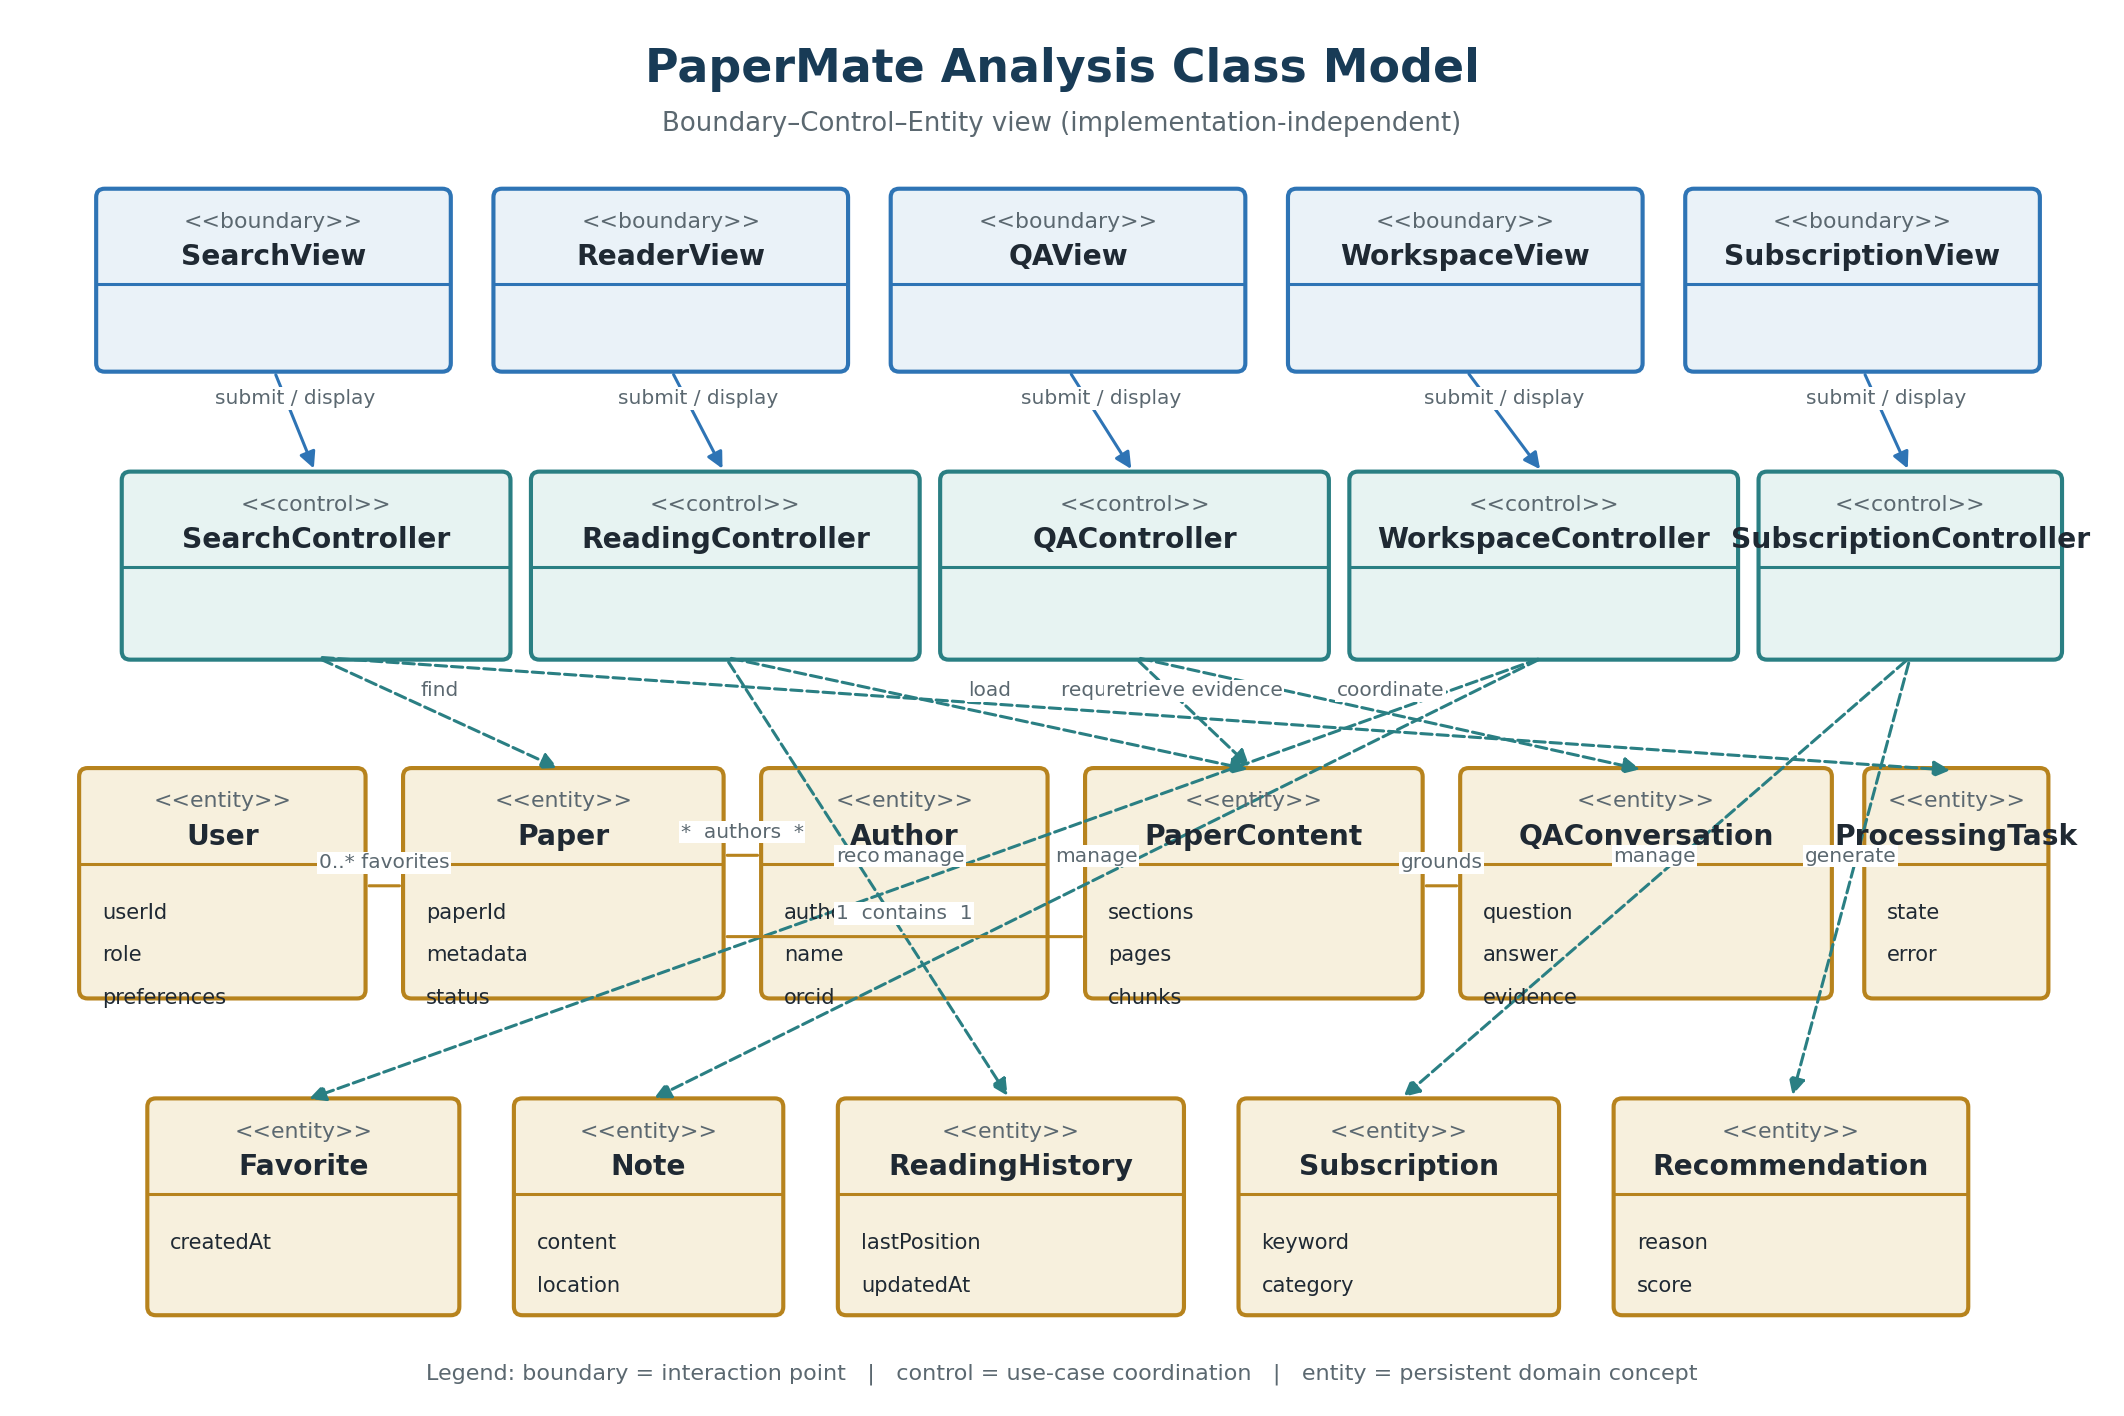 PaperMate Analysis Class Model
Boundary–Control–Entity view (implementation-independent)
<<boundary>>
SearchView
<<boundary>>
ReaderView
<<boundary>>
QAView
<<boundary>>
WorkspaceView
<<boundary>>
SubscriptionView
submit / display
submit / display
submit / display
submit / display
submit / display
<<control>>
SearchController
<<control>>
ReadingController
<<control>>
QAController
<<control>>
WorkspaceController
<<control>>
SubscriptionController
find
load
retrieve evidence
coordinate
<<entity>>
User
userId
role
preferences
0..* favorites
<<entity>>
Paper
paperId
metadata
status
* authors *
<<entity>>
Author
name
orcid
manage
1 contains 1
manage
<<entity>>
PaperContent
sections
pages
chunks
grounds
<<entity>>
QAConversation
question
answer
evidence
manage
<<entity>>
ProcessingTask
state
error
generate
<<entity>>
Favorite
createdAt
<<entity>>
Note
content
location
<<entity>>
ReadingHistory
lastPosition
updatedAt
<<entity>>
Subscription
keyword
category
<<entity>>
Recommendation
reason
score
Legend: boundary = interaction point | control = use-case coordination | entity = persistent domain concept